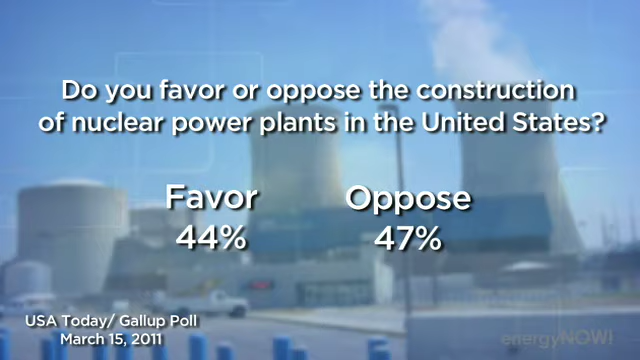 Do you favor or oppose the construction
of nuclear power plants in the United States?
Favor
44%
Oppose
47%
USA Today/ Gallup Poll
March 15, 2011
energyNOW!